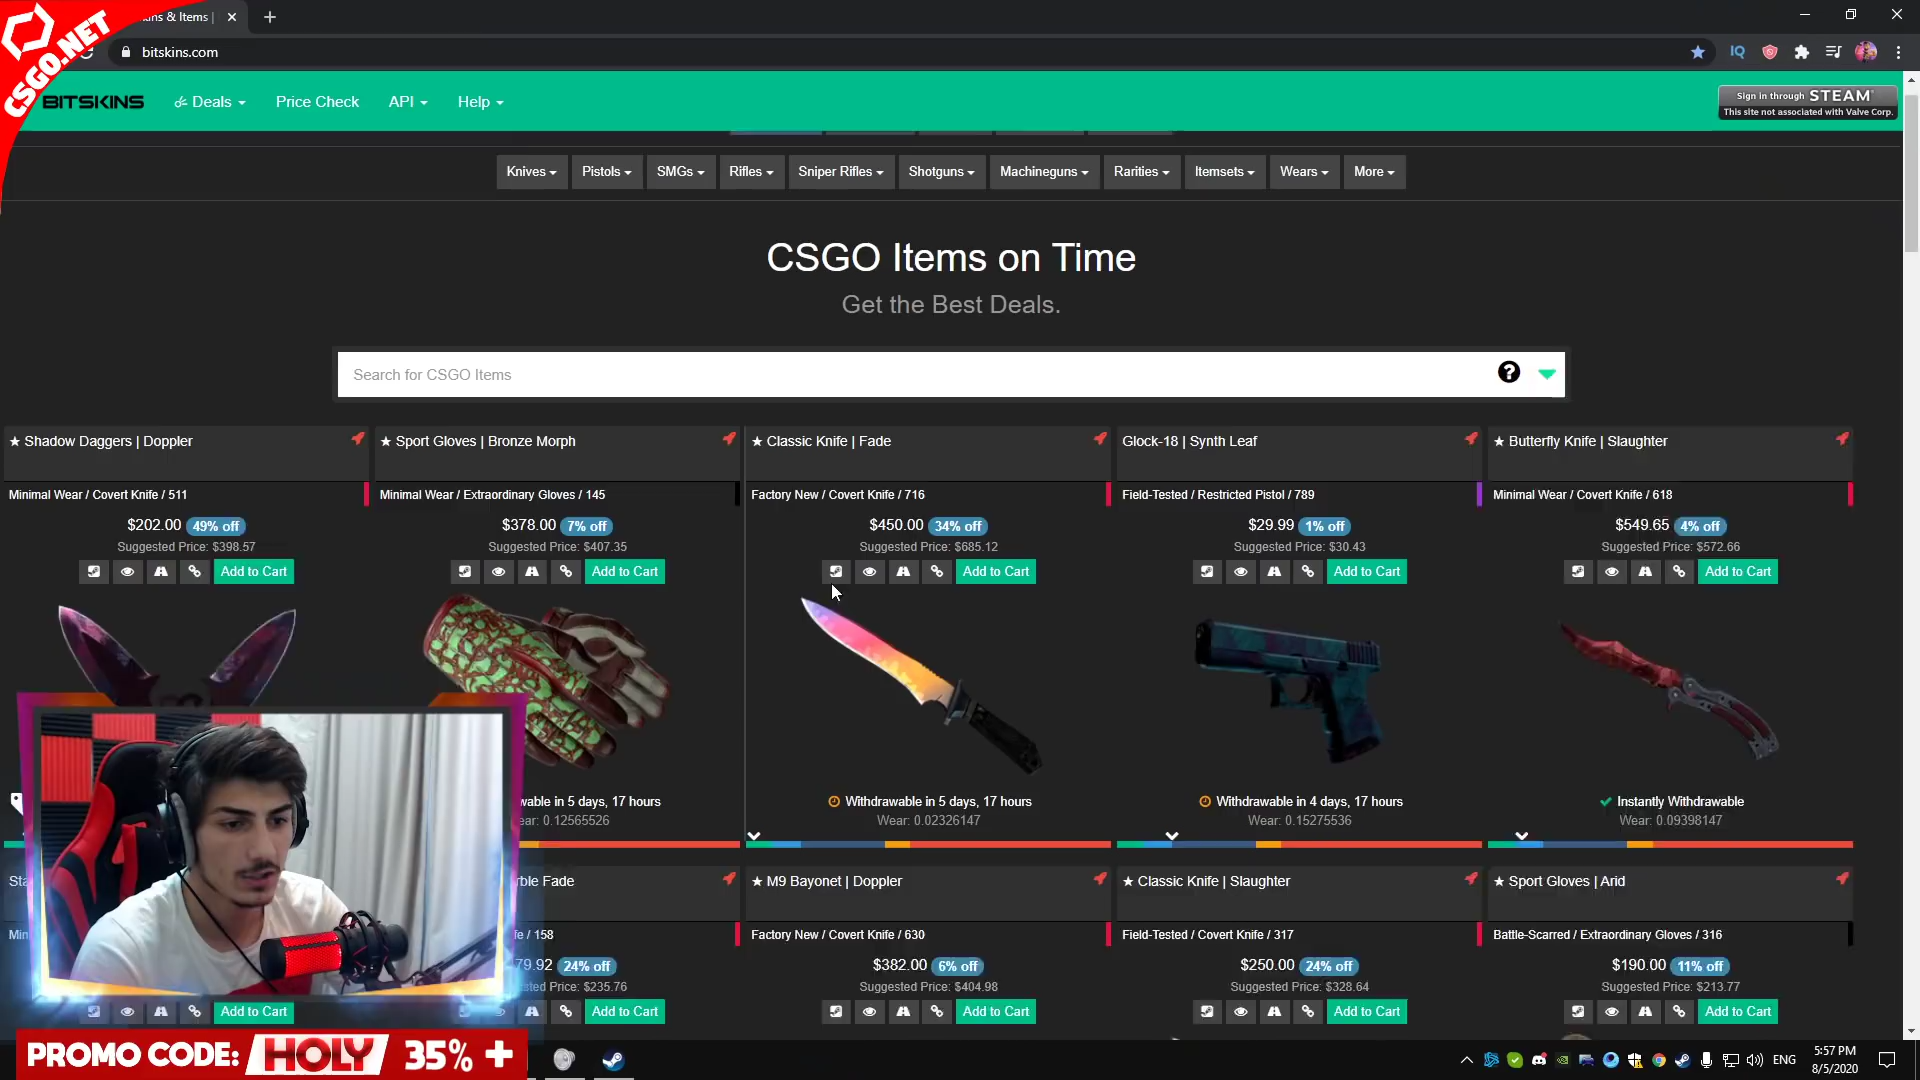 CSGO.NET
ins & Items |
bitskins.com
IQ
BITSKINS
Deals
Price Check
API
Help
Sign in through STEAM
This site not associated with Valve Corp.
Knives
Pistols
SMGs
Rifles
Sniper Rifles
Shotguns
Machineguns
Rarities
Itemsets
Wears
More
CSGO Items on Time
Get the Best Deals.
Search for CSGO Items
★ Shadow Daggers | Doppler
Minimal Wear / Covert Knife / 511
$202.00 49% off
Suggested Price: $398.57
Add to Cart
★ Sport Gloves | Bronze Morph
Minimal Wear / Extraordinary Gloves / 145
$378.00 7% off
Suggested Price: $407.35
Add to Cart
wable in 5 days, 17 hours
ear: 0.12565526
★ Classic Knife | Fade
Factory New / Covert Knife / 716
$450.00 34% off
Suggested Price: $685.12
Add to Cart
Withdrawable in 5 days, 17 hours
Wear: 0.02326147
Glock-18 | Synth Leaf
Field-Tested / Restricted Pistol / 789
$29.99 1% off
Suggested Price: $30.43
Add to Cart
Withdrawable in 4 days, 17 hours
Wear: 0.15275536
★ Butterfly Knife | Slaughter
Minimal Wear / Covert Knife / 618
$549.65 4% off
Suggested Price: $572.66
Add to Cart
Instantly Withdrawable
Wear: 0.09398147
Sta
Min
Add to Cart
rble Fade
fe / 158
79.92 24% off
$235.76
Add to Cart
★ M9 Bayonet | Doppler
Factory New / Covert Knife / 630
$382.00 6% off
Suggested Price: $404.98
Add to Cart
★ Classic Knife | Slaughter
Field-Tested / Covert Knife / 317
$250.00 24% off
Suggested Price: $328.64
Add to Cart
★ Sport Gloves | Arid
Battle-Scarred / Extraordinary Gloves / 316
$190.00 11% off
Suggested Price: $213.77
Add to Cart
PROMO CODE: HOLY 35% +
ENG
5:57 PM
8/5/2020